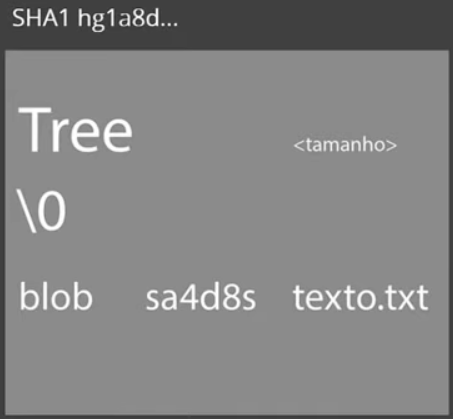 SHA1 hg1a8d...
Tree <tamanho>
\0
blob sa4d8s texto.txt